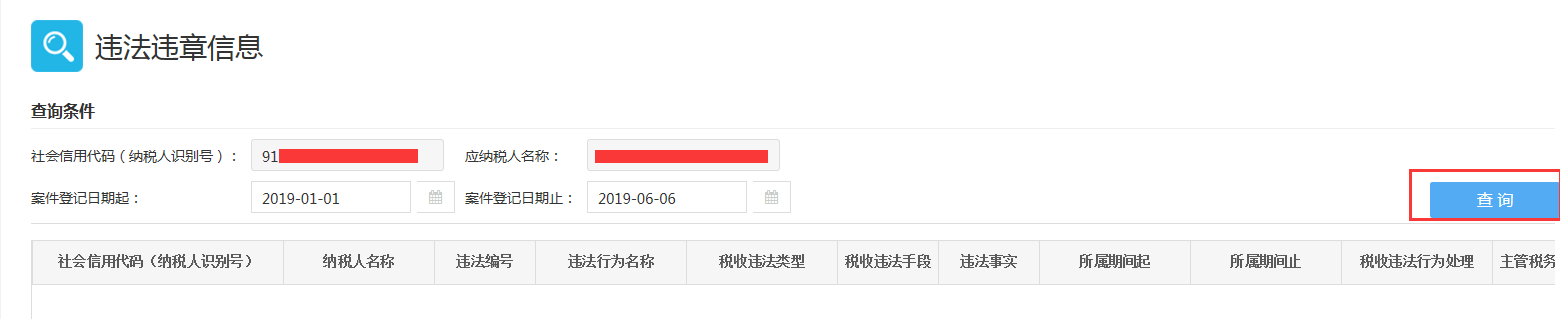 违法违章信息
查询条件
社会信用代码（纳税人识别号）： 91 应纳税人名称：
案件登记日期起： 2019-01-01 案件登记日期止： 2019-06-06
查 询
社会信用代码（纳税人识别号） 纳税人名称 违法编号 违法行为名称 税收违法类型 税收违法手段 违法事实 所属期间起 所属期间止 税收违法行为处理 主管税务